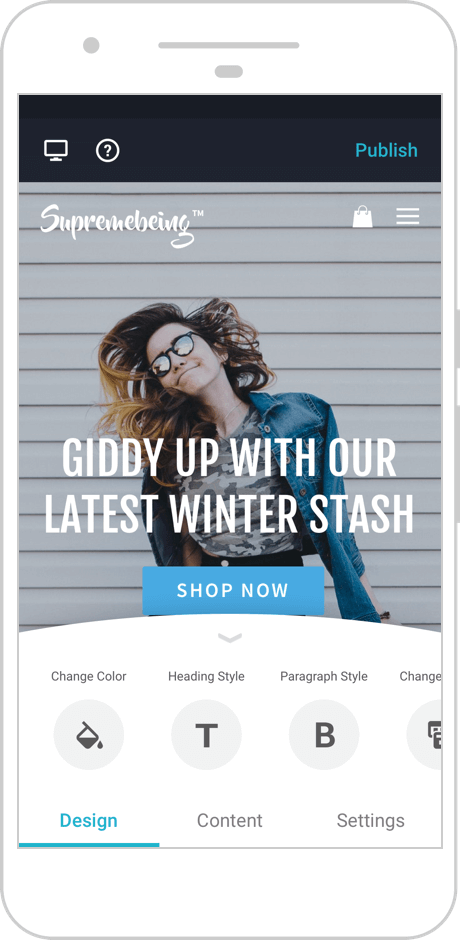 Publish
Supremebeing™
GIDDY UP WITH OUR
LATEST WINTER STASH
SHOP NOW
Change Color
Heading Style
Paragraph Style
Change
T
B
Design
Content
Settings